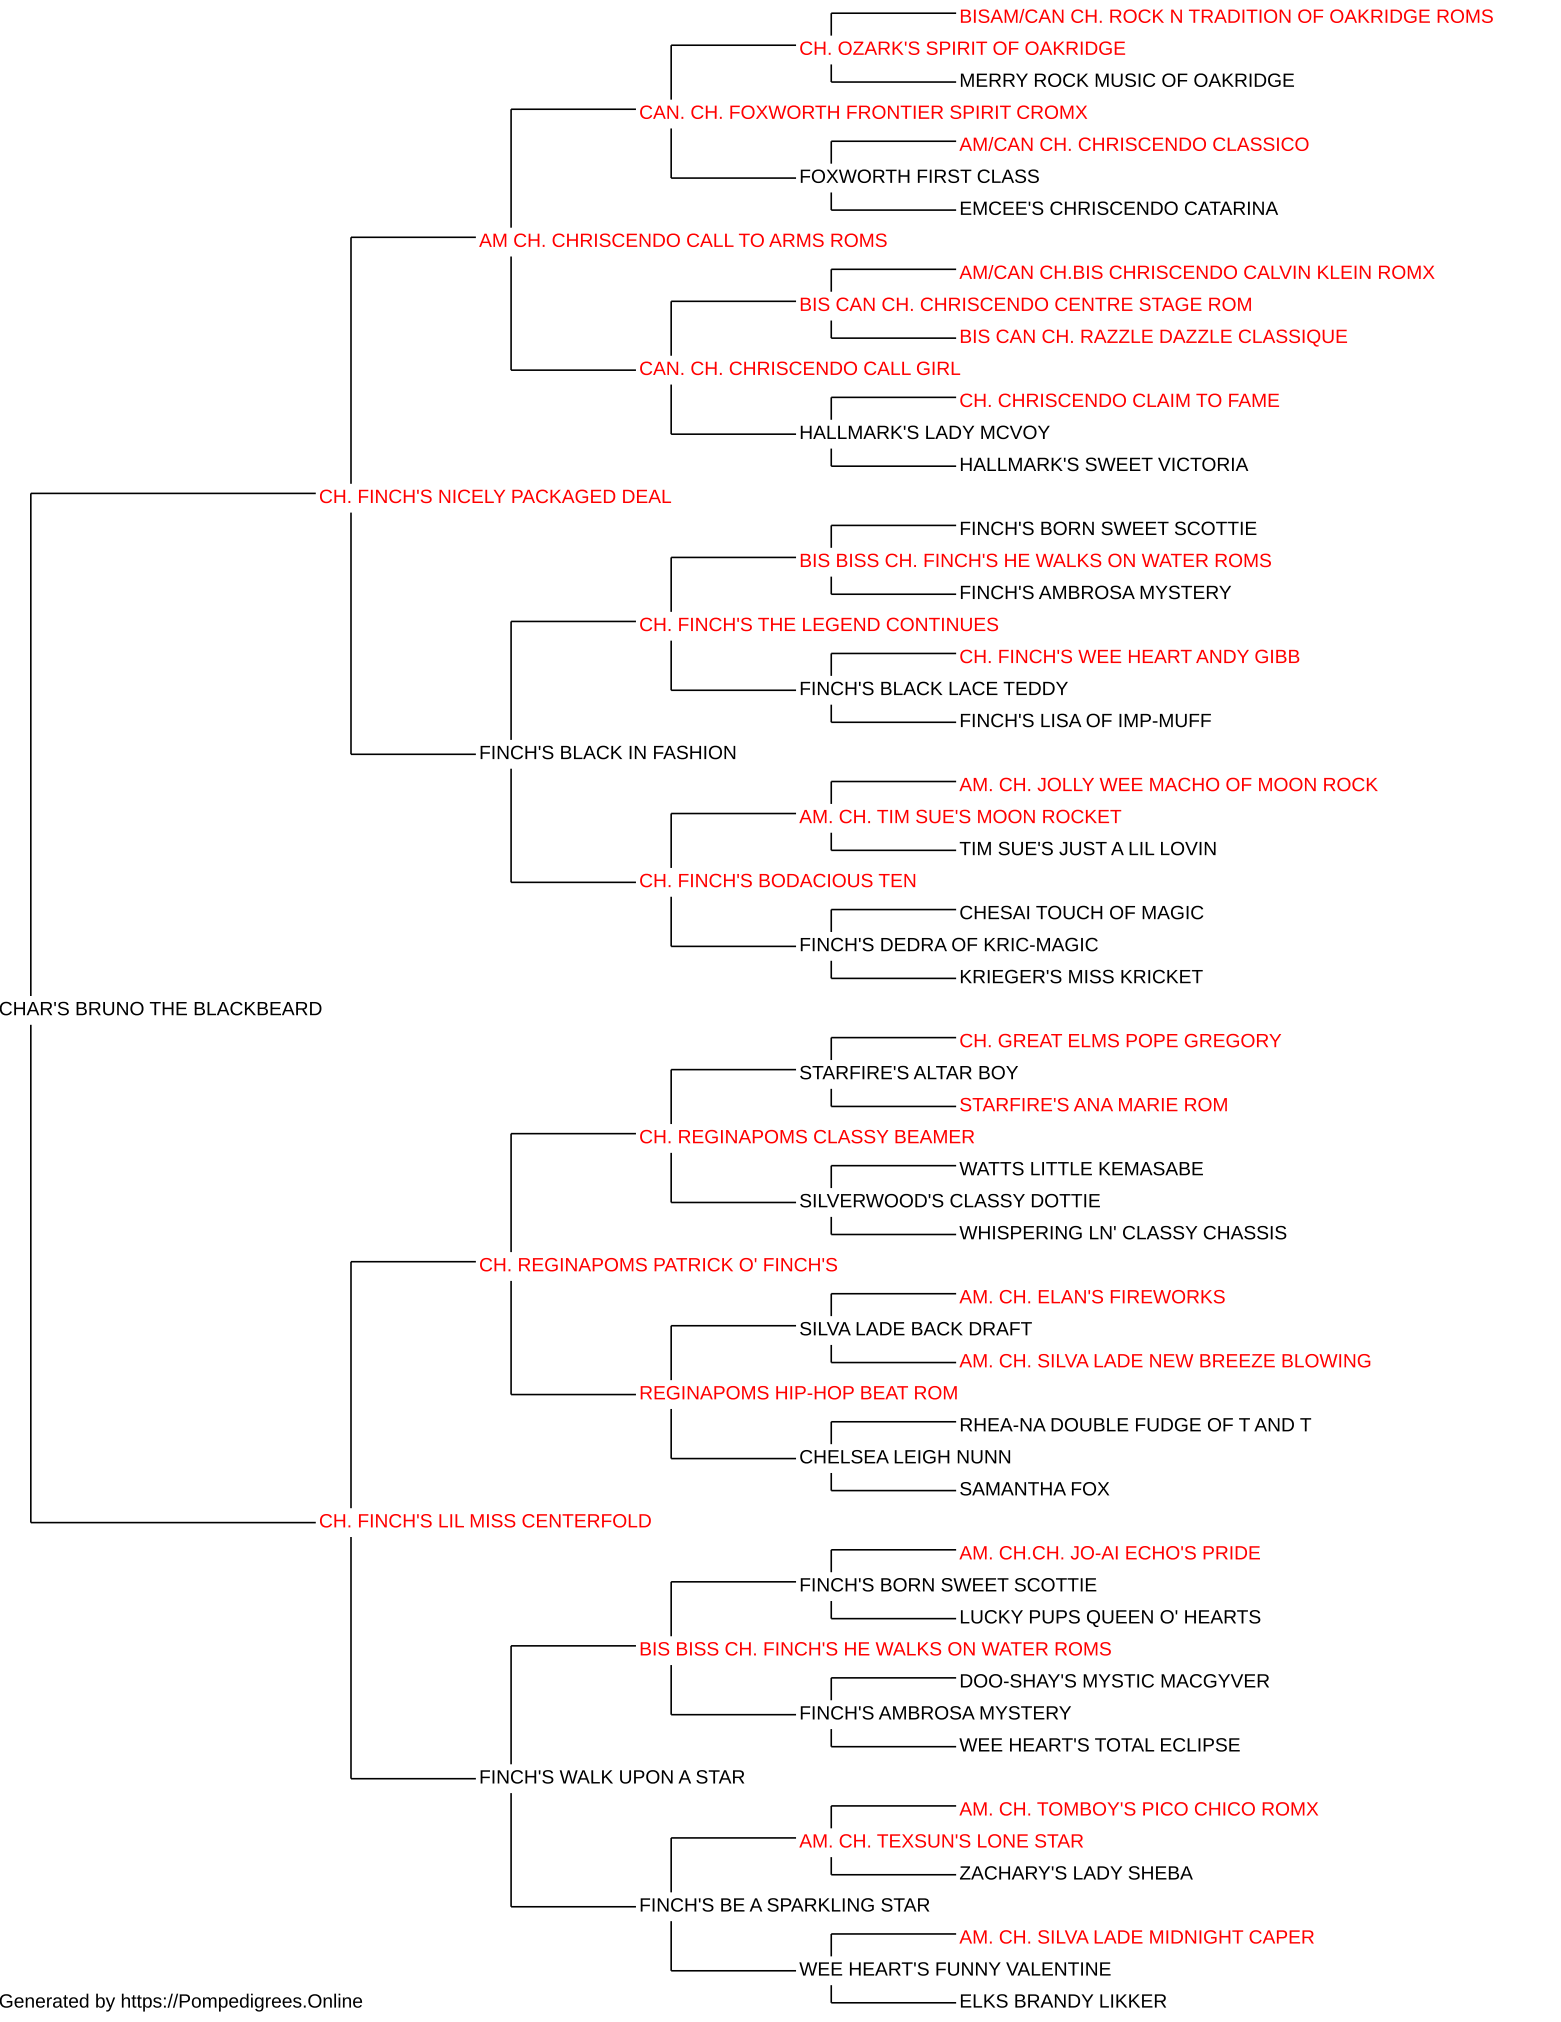 BISAM/CAN CH. ROCK N TRADITION OF OAKRIDGE ROMS
CH. OZARK'S SPIRIT OF OAKRIDGE
MERRY ROCK MUSIC OF OAKRIDGE
CAN. CH. FOXWORTH FRONTIER SPIRIT CROMX
AM/CAN CH. CHRISCENDO CLASSICO
FOXWORTH FIRST CLASS
EMCEE'S CHRISCENDO CATARINA
AM CH. CHRISCENDO CALL TO ARMS ROMS
AM/CAN CH.BIS CHRISCENDO CALVIN KLEIN ROMX
BIS CAN CH. CHRISCENDO CENTRE STAGE ROM
BIS CAN CH. RAZZLE DAZZLE CLASSIQUE
CAN. CH. CHRISCENDO CALL GIRL
CH. CHRISCENDO CLAIM TO FAME
HALLMARK'S LADY MCVOY
HALLMARK'S SWEET VICTORIA
CH. FINCH'S NICELY PACKAGED DEAL
FINCH'S BORN SWEET SCOTTIE
BIS BISS CH. FINCH'S HE WALKS ON WATER ROMS
FINCH'S AMBROSA MYSTERY
CH. FINCH'S THE LEGEND CONTINUES
CH. FINCH'S WEE HEART ANDY GIBB
FINCH'S BLACK LACE TEDDY
FINCH'S LISA OF IMP-MUFF
FINCH'S BLACK IN FASHION
AM. CH. JOLLY WEE MACHO OF MOON ROCK
AM. CH. TIM SUE'S MOON ROCKET
TIM SUE'S JUST A LIL LOVIN
CH. FINCH'S BODACIOUS TEN
CHESAI TOUCH OF MAGIC
FINCH'S DEDRA OF KRIC-MAGIC
KRIEGER'S MISS KRICKET
CHAR'S BRUNO THE BLACKBEARD
CH. GREAT ELMS POPE GREGORY
STARFIRE'S ALTAR BOY
STARFIRE'S ANA MARIE ROM
CH. REGINAPOMS CLASSY BEAMER
WATTS LITTLE KEMASABE
SILVERWOOD'S CLASSY DOTTIE
WHISPERING LN' CLASSY CHASSIS
CH. REGINAPOMS PATRICK O' FINCH'S
AM. CH. ELAN'S FIREWORKS
SILVA LADE BACK DRAFT
AM. CH. SILVA LADE NEW BREEZE BLOWING
REGINAPOMS HIP-HOP BEAT ROM
RHEA-NA DOUBLE FUDGE OF T AND T
CHELSEA LEIGH NUNN
SAMANTHA FOX
CH. FINCH'S LIL MISS CENTERFOLD
AM. CH.CH. JO-AI ECHO'S PRIDE
FINCH'S BORN SWEET SCOTTIE
LUCKY PUPS QUEEN O' HEARTS
BIS BISS CH. FINCH'S HE WALKS ON WATER ROMS
DOO-SHAY'S MYSTIC MACGYVER
FINCH'S AMBROSA MYSTERY
WEE HEART'S TOTAL ECLIPSE
FINCH'S WALK UPON A STAR
AM. CH. TOMBOY'S PICO CHICO ROMX
AM. CH. TEXSUN'S LONE STAR
ZACHARY'S LADY SHEBA
FINCH'S BE A SPARKLING STAR
AM. CH. SILVA LADE MIDNIGHT CAPER
WEE HEART'S FUNNY VALENTINE
ELKS BRANDY LIKKER
Generated by https://Pompedigrees.Online